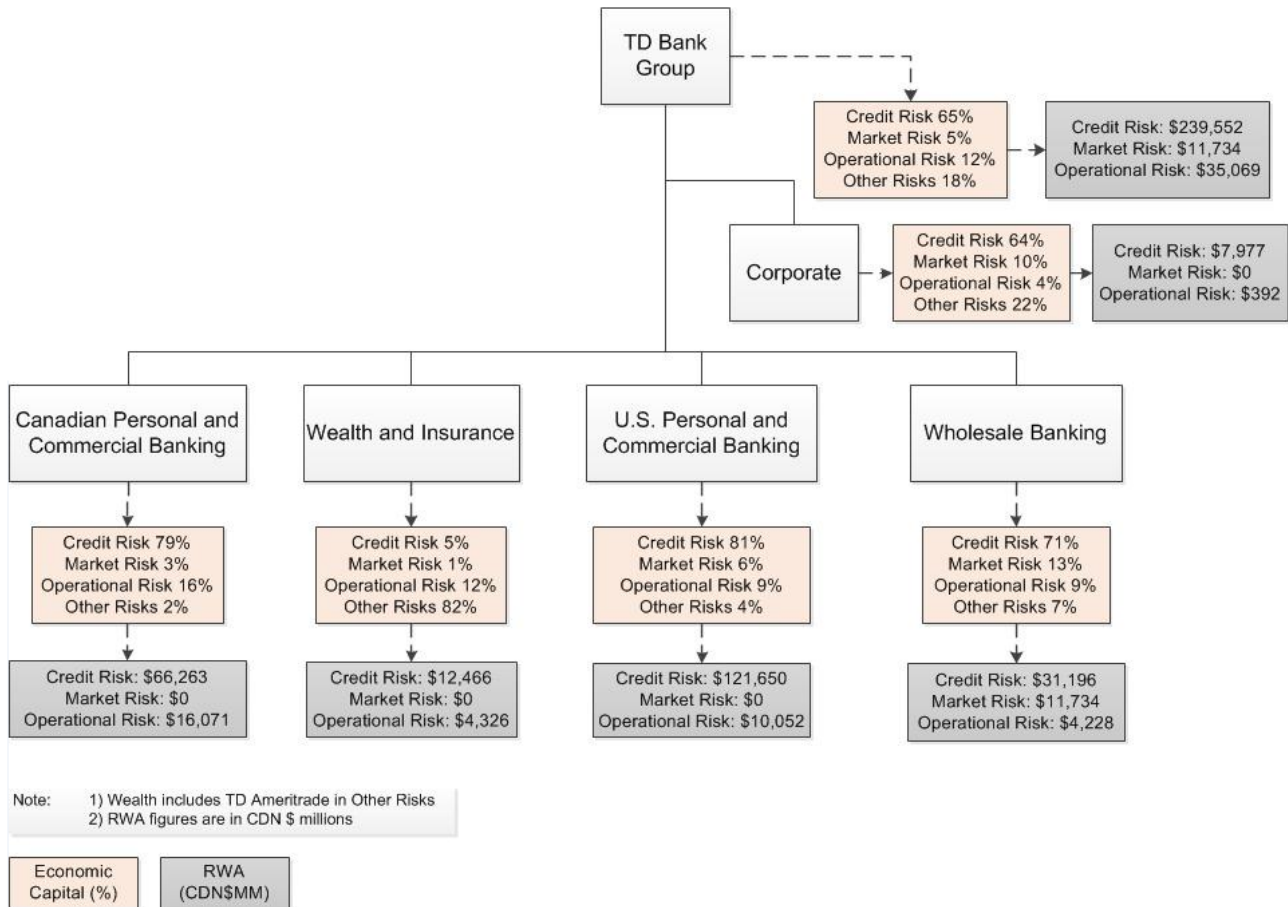 TD Bank
Group
Credit Risk 65%
Market Risk 5%
Operational Risk 12%
Other Risks 18%
Credit Risk: $239,552
Market Risk: $11,734
Operational Risk: $35,069
Corporate
Credit Risk 64%
Market Risk 10%
Operational Risk 4%
Other Risks 22%
Credit Risk: $7,977
Market Risk: $0
Operational Risk: $392
Canadian Personal and
Commercial Banking
Wealth and Insurance
U.S. Personal and
Commercial Banking
Wholesale Banking
Credit Risk 79%
Market Risk 3%
Operational Risk 16%
Other Risks 2%
Credit Risk 5%
Market Risk 1%
Operational Risk 12%
Other Risks 82%
Credit Risk 81%
Market Risk 6%
Operational Risk 9%
Other Risks 4%
Credit Risk 71%
Market Risk 13%
Operational Risk 9%
Other Risks 7%
Credit Risk: $66,263
Market Risk: $0
Operational Risk: $16,071
Credit Risk: $12,466
Market Risk: $0
Operational Risk: $4,326
Credit Risk: $121,650
Market Risk: $0
Operational Risk: $10,052
Credit Risk: $31,196
Market Risk: $11,734
Operational Risk: $4,228
Note: 1) Wealth includes TD Ameritrade in Other Risks
2) RWA figures are in CDN $ millions
Economic
Capital (%)
RWA
(CDN$MM)